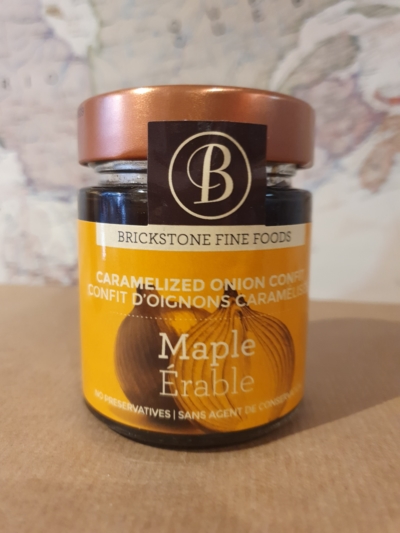 B
BRICKSTONE FINE FOODS
CARAMELIZED ONION CONFIT
CONFIT D'OIGNONS CARAMÉLISÉS
Maple
Érable
NO PRESERVATIVES | SANS AGENT DE CONSERVATION